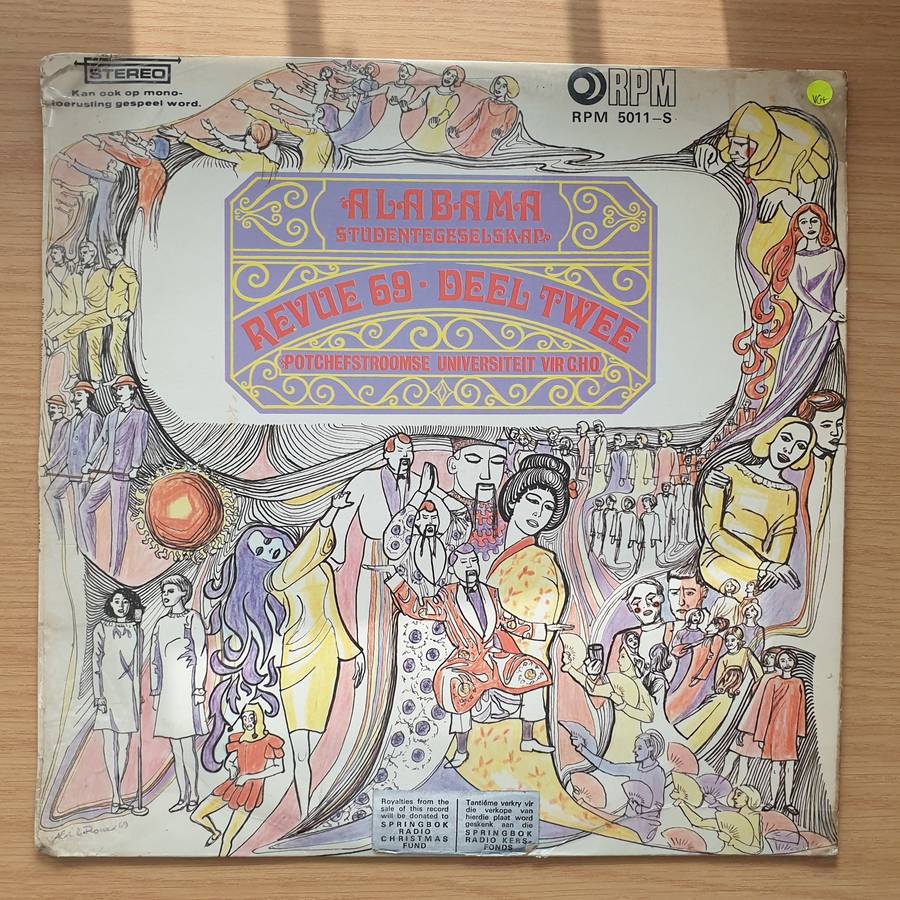 STEREO
Kan ook op mono-
toerusting gespeel word.
RPM
RPM 5011-S
VG+
ALABAMA
STUDENTEGESELSKAP
REVUE 69 · DEEL TWEE
POTCHEFSTROOMSE UNIVERSITEIT VIR C.H.O.
Royalties from the
sale of this record
will be donated to
SPRINGBOK
RADIO
CHRISTMAS
FUND
Tantième verkry vir
die verkope van
hierdie plaat word
geskenk aan die
SPRINGBOK
RADIO KERS-
FONDS
69